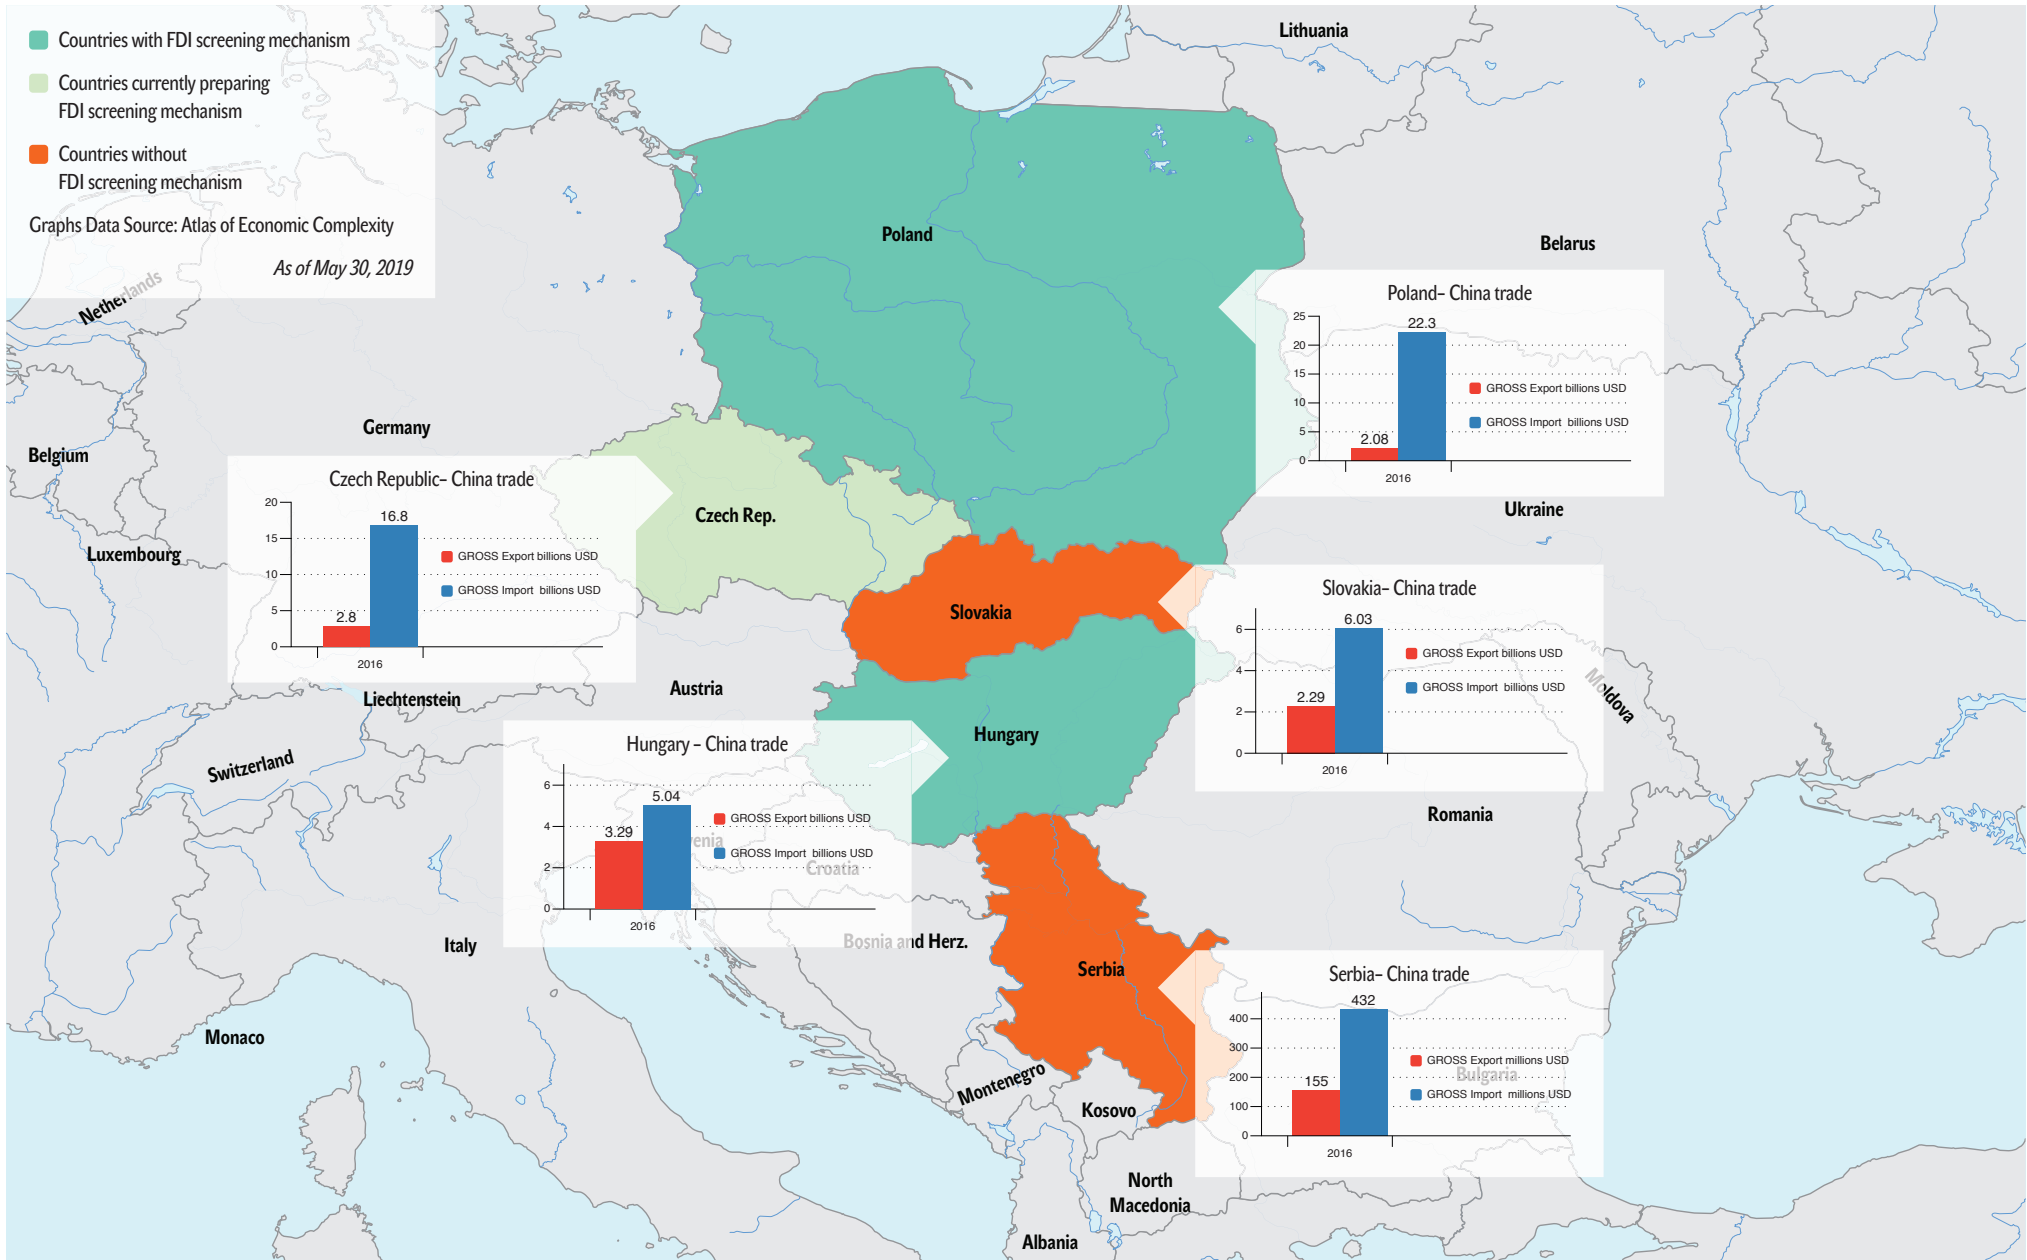 Countries with FDI screening mechanism
Countries currently preparing
FDI screening mechanism
Countries without
FDI screening mechanism
Graphs Data Source: Atlas of Economic Complexity
As of May 30, 2019
Lithuania
Poland
Belarus
Netherlands
Poland– China trade
25
20
15
10
5
0
22.3
2.08
GROSS Export billions USD
GROSS Import billions USD
2016
Germany
Belgium
Luxembourg
Czech Republic– China trade
20
15
10
5
0
16.8
2.8
GROSS Export billions USD
GROSS Import billions USD
2016
Czech Rep.
Ukraine
Slovakia
Slovakia– China trade
6
4
2
0
6.03
2.29
GROSS Export billions USD
GROSS Import billions USD
2016
Moldova
Liechtenstein
Austria
Switzerland
Hungary
Hungary – China trade
6
4
2
0
5.04
3.29
GROSS Export billions USD
GROSS Import billions USD
2016
Croatia
Romania
Italy
Bosnia and Herz.
Serbia
Serbia– China trade
400
300
200
100
0
432
155
GROSS Export millions USD
GROSS Import millions USD
2016
Bulgaria
Monaco
Montenegro
Kosovo
North
Macedonia
Albania